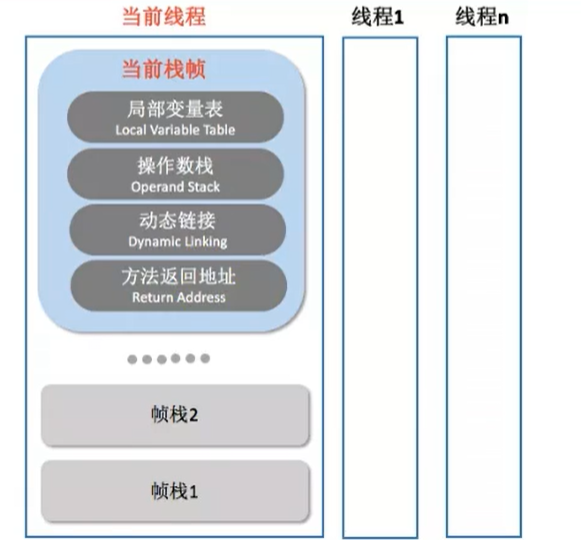 当前线程
线程1
线程n
当前栈帧
局部变量表
Local Variable Table
操作数栈
Operand Stack
动态链接
Dynamic Linking
方法返回地址
Return Address
帧栈2
帧栈1